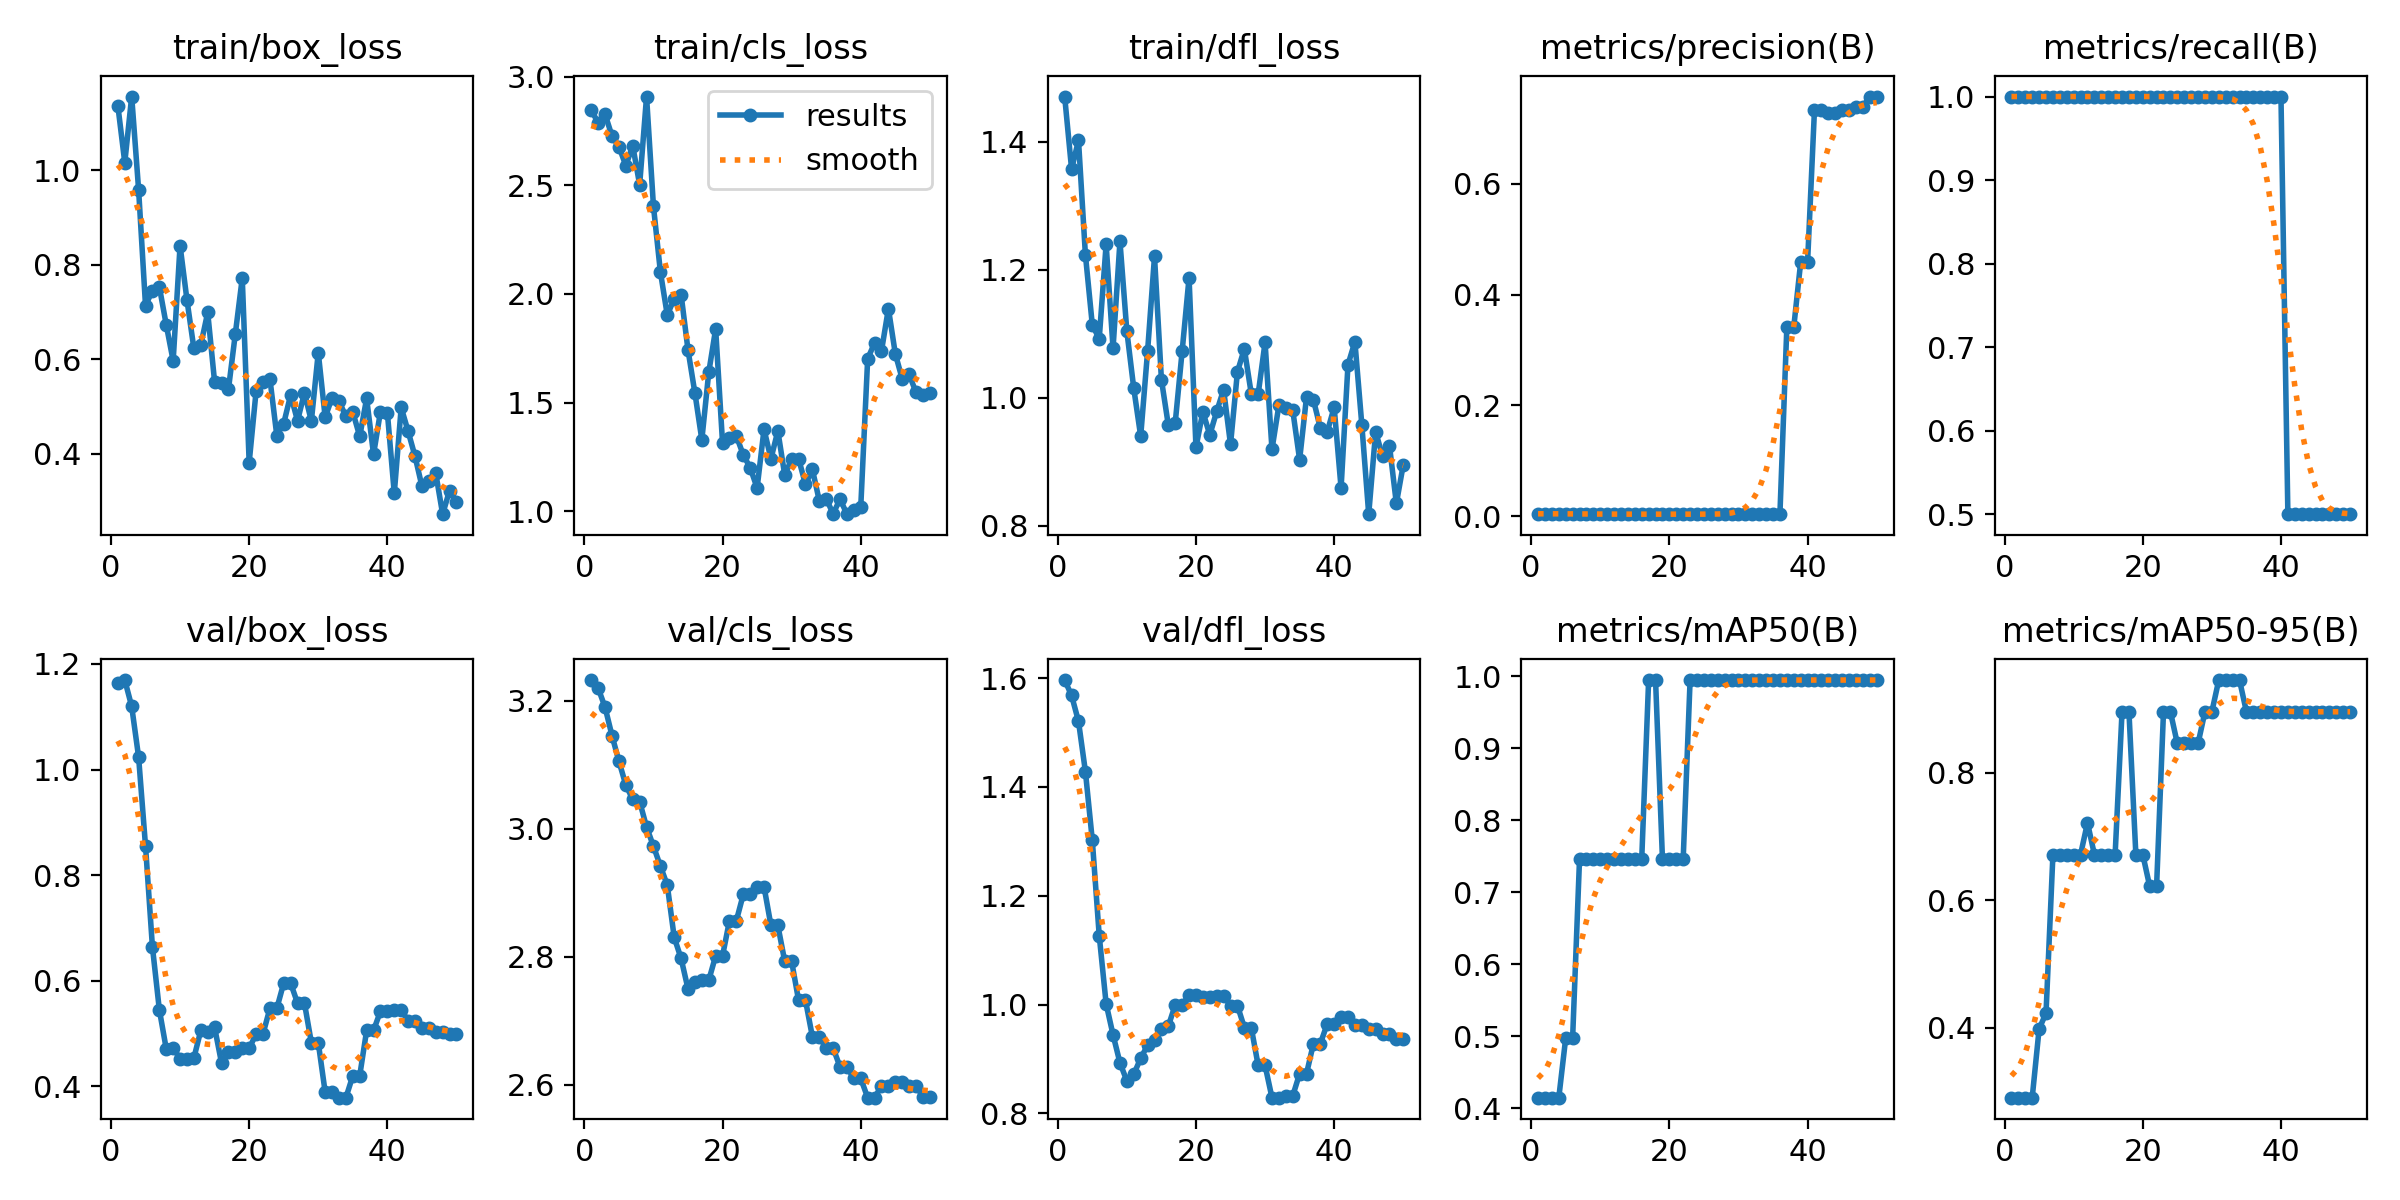 train/box_loss
train/cls_loss
train/dfl_loss
metrics/precision(B)
metrics/recall(B)
results
smooth
1.0
0.8
0.6
0.4
0 20 40
3.0
2.5
2.0
1.5
1.0
0 20 40
1.4
1.2
1.0
0.8
0 20 40
0.6
0.4
0.2
0.0
0 20 40
1.0
0.9
0.8
0.7
0.6
0.5
0 20 40
val/box_loss
val/cls_loss
val/dfl_loss
metrics/mAP50(B)
metrics/mAP50-95(B)
1.2
1.0
0.8
0.6
0.4
0 20 40
3.2
3.0
2.8
2.6
0 20 40
1.6
1.4
1.2
1.0
0.8
0 20 40
1.0
0.9
0.8
0.7
0.6
0.5
0.4
0 20 40
0.8
0.6
0.4
0 20 40